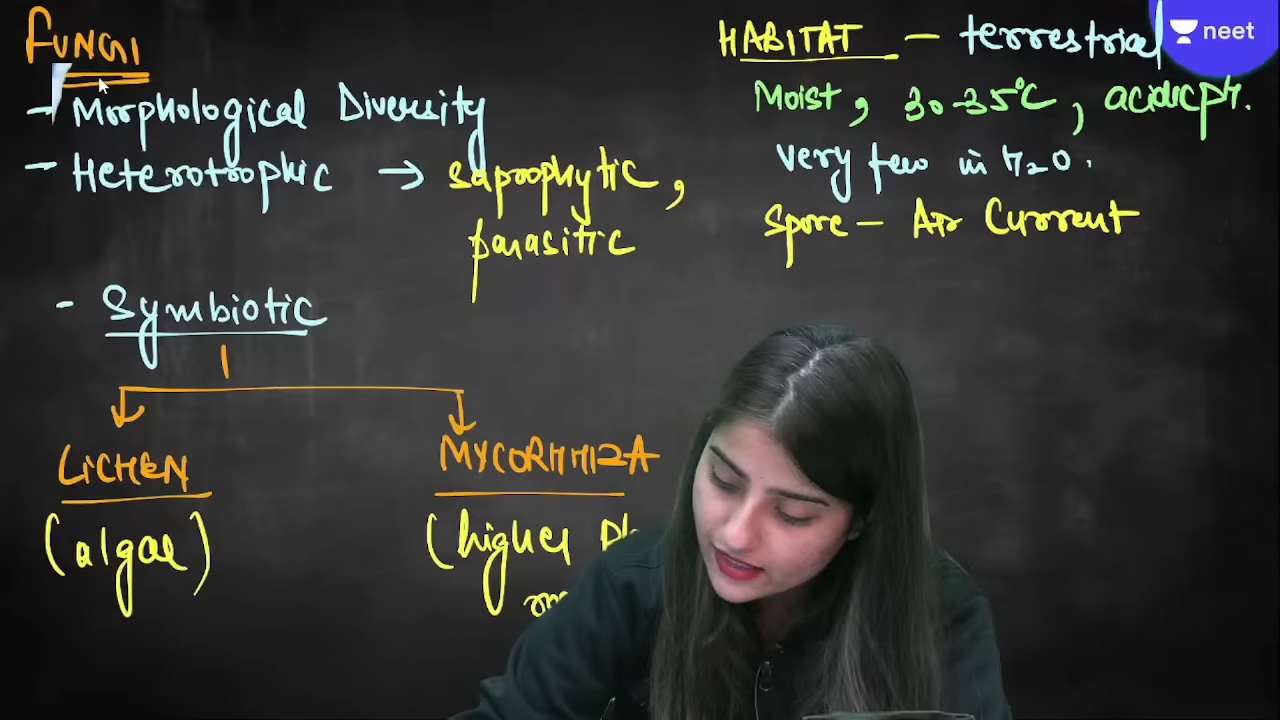 FUNGI
- Morphological Diversity
- Heterotrophic → saprophytic,
parasitic
- Symbiotic
LICHEN
(algae)
MYCORHHIZA
(higher
HABITAT - terrestrial
Moist, 30-35°C, acidic pH.
very few in H2O.
Spore - Air Current
neet